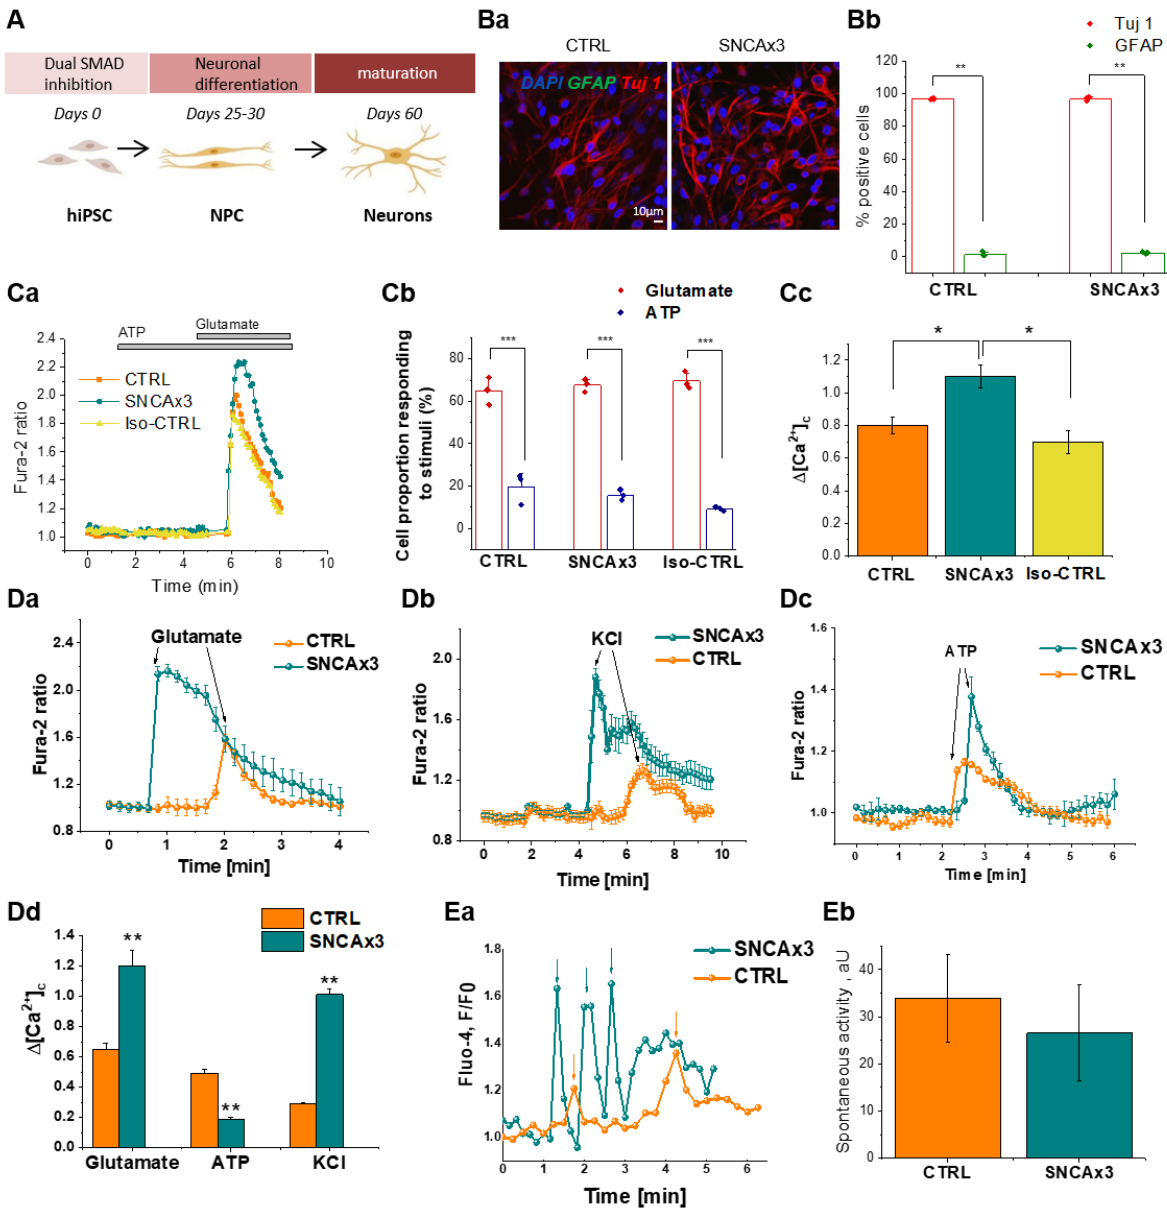 A
Dual SMAD
inhibition
Neuronal
differentiation
maturation
Days 0
Days 25-30
Days 60
hiPSC
NPC
Neurons
Ba
CTRL
SNCAx3
DAPI GFAP Tuj 1
10μm
Bb
Tuj 1
GFAP
% positive cells
120
100
80
60
40
20
0
**
**
CTRL
SNCAx3
Ca
ATP
Glutamate
CTRL
SNCAx3
Iso-CTRL
Fura-2 ratio
2.4
2.2
2.0
1.8
1.6
1.4
1.2
1.0
0
2
4
6
8
10
Time (min)
Cb
Glutamate
ATP
Cell proportion responding
to stimuli (%)
80
60
40
20
0
***
***
***
CTRL
SNCAx3
Iso-CTRL
Cc
*
*
Δ[Ca²⁺]c
1.2
1.0
0.8
0.6
0.4
0.2
0.0
CTRL
SNCAx3
Iso-CTRL
Da
Glutamate
CTRL
SNCAx3
Fura-2 ratio
2.4
2.0
1.6
1.2
0.8
0
1
2
3
4
Time [min]
Db
KCl
SNCAx3
CTRL
Fura-2 ratio
2.0
1.6
1.2
0.8
0
2
4
6
8
10
Time [min]
Dc
ATP
SNCAx3
CTRL
Fura-2 ratio
1.6
1.4
1.2
1.0
0
1
2
3
4
5
6
Time [min]
Dd
CTRL
SNCAx3
Δ[Ca²⁺]c
1.4
1.2
1.0
0.8
0.6
0.4
0.2
0.0
**
**
**
Glutamate
ATP
KCl
Ea
SNCAx3
CTRL
Fluo-4, F/F0
1.8
1.6
1.4
1.2
1.0
0
1
2
3
4
5
6
Time [min]
Eb
Spontaneous activity , aU
40
30
20
10
0
CTRL
SNCAx3